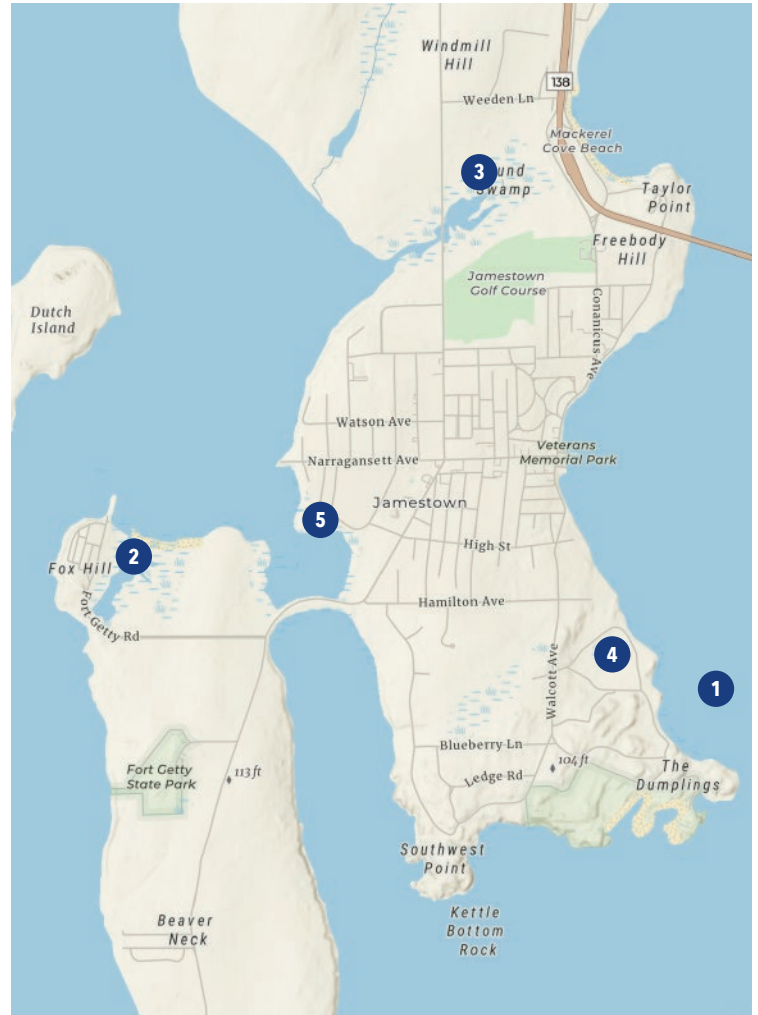 Windmill
Hill
138
Weeden Ln
Mackerel
Cove Beach
3
und
swamp
Taylor
Point
Freebody
Hill
Jamestown
Golf Course
Dutch
Island
Conanicus Ave
Watson Ave
Veterans
Memorial Park
Narragansett Ave
Jamestown
5
High St
2
Fox Hill
Hamilton Ave
Fort Getty Rd
4
Walcott Ave
1
Blueberry Ln
104 ft
The
Dumplings
Fort Getty
State Park
113 ft
Ledge Rd
Southwest
Point
Kettle
Bottom
Rock
Beaver
Neck